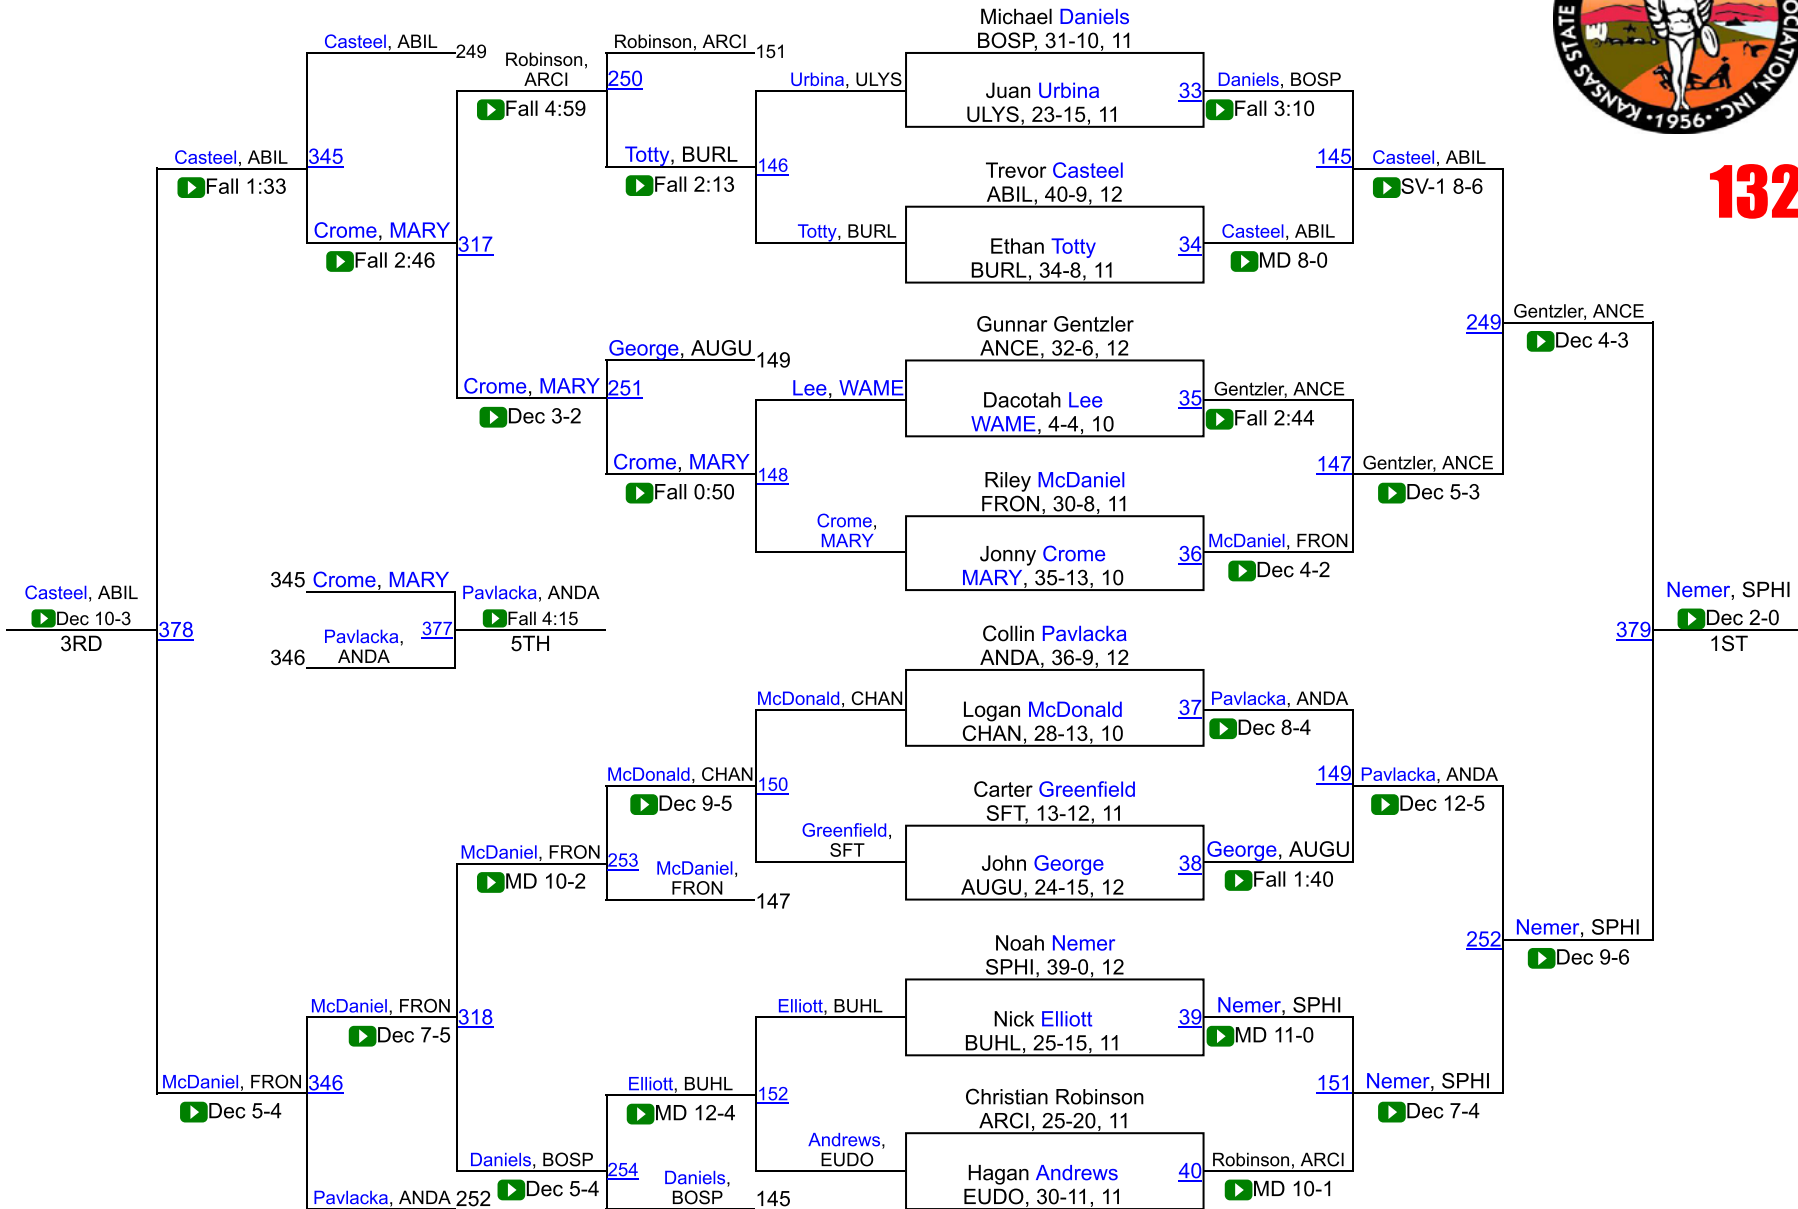 Michael Daniels
BOSP, 31-10, 11
Juan Urbina
ULYS, 23-15, 11
33
Trevor Casteel
ABIL, 40-9, 12
Ethan Totty
BURL, 34-8, 11
34
Gunnar Gentzler
ANCE, 32-6, 12
Dacotah Lee
WAME, 4-4, 10
35
Riley McDaniel
FRON, 30-8, 11
Jonny Crome
MARY, 35-13, 10
36
Collin Pavlacka
ANDA, 36-9, 12
Logan McDonald
CHAN, 28-13, 10
37
Carter Greenfield
SFT, 13-12, 11
John George
AUGU, 24-15, 12
38
Noah Nemer
SPHI, 39-0, 12
Nick Elliott
BUHL, 25-15, 11
39
Christian Robinson
ARCI, 25-20, 11
Hagan Andrews
EUDO, 30-11, 11
40
Daniels, BOSP
Fall 3:10
145
Casteel, ABIL
MD 8-0
Gentzler, ANCE
Fall 2:44
147
McDaniel, FRON
Dec 4-2
Pavlacka, ANDA
Dec 8-4
149
George, AUGU
Fall 1:40
Nemer, SPHI
MD 11-0
151
Robinson, ARCI
MD 10-1
Casteel, ABIL
SV-1 8-6
249
Gentzler, ANCE
Dec 5-3
Pavlacka, ANDA
Dec 12-5
252
Nemer, SPHI
Dec 7-4
Gentzler, ANCE
Dec 4-3
379
Nemer, SPHI
Dec 9-6
Nemer, SPHI
Dec 2-0
1ST
KANSAS STATE
OCIATION, INC.
•1956•
132
Urbina, ULYS
146
Totty, BURL
Lee, WAME
148
Crome,
MARY
McDonald, CHAN
150
Greenfield,
SFT
Elliott, BUHL
152
Andrews,
EUDO
Robinson, ARCI
151
250
Totty, BURL
Fall 2:13
George, AUGU
149
251
Crome, MARY
Fall 0:50
McDonald, CHAN
Dec 9-5
253
McDaniel,
FRON
147
Elliott, BUHL
MD 12-4
254
Daniels,
BOSP
145
Robinson,
ARCI
Fall 4:59
317
Crome, MARY
Dec 3-2
McDaniel, FRON
MD 10-2
318
Daniels, BOSP
Dec 5-4
Casteel, ABIL
249
345
Crome, MARY
Fall 2:46
McDaniel, FRON
Dec 7-5
346
Pavlacka, ANDA
252
Casteel, ABIL
Fall 1:33
378
McDaniel, FRON
Dec 5-4
Casteel, ABIL
Dec 10-3
3RD
345
Crome, MARY
377
346
Pavlacka,
ANDA
Pavlacka, ANDA
Fall 4:15
5TH